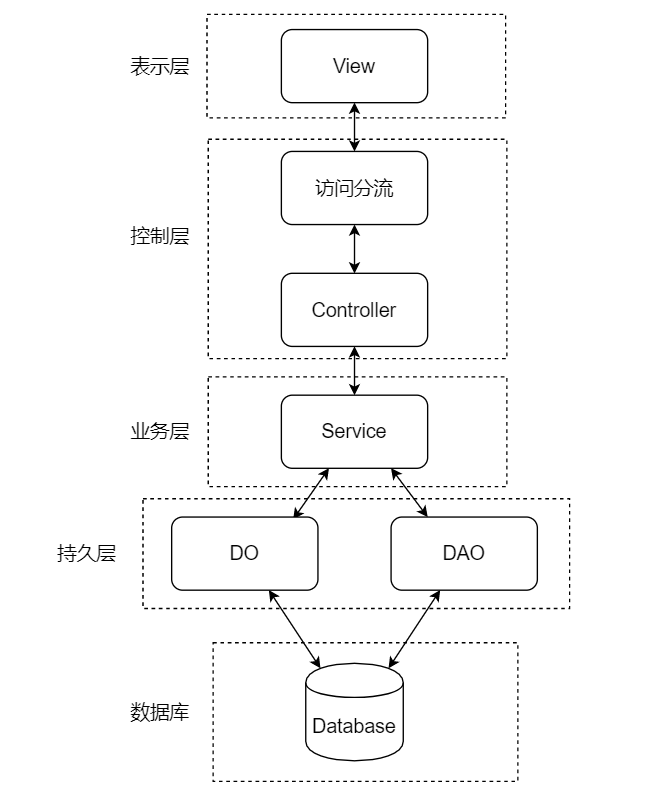 表示层
View
访问分流
控制层
Controller
业务层
Service
持久层
DO
DAO
数据库
Database